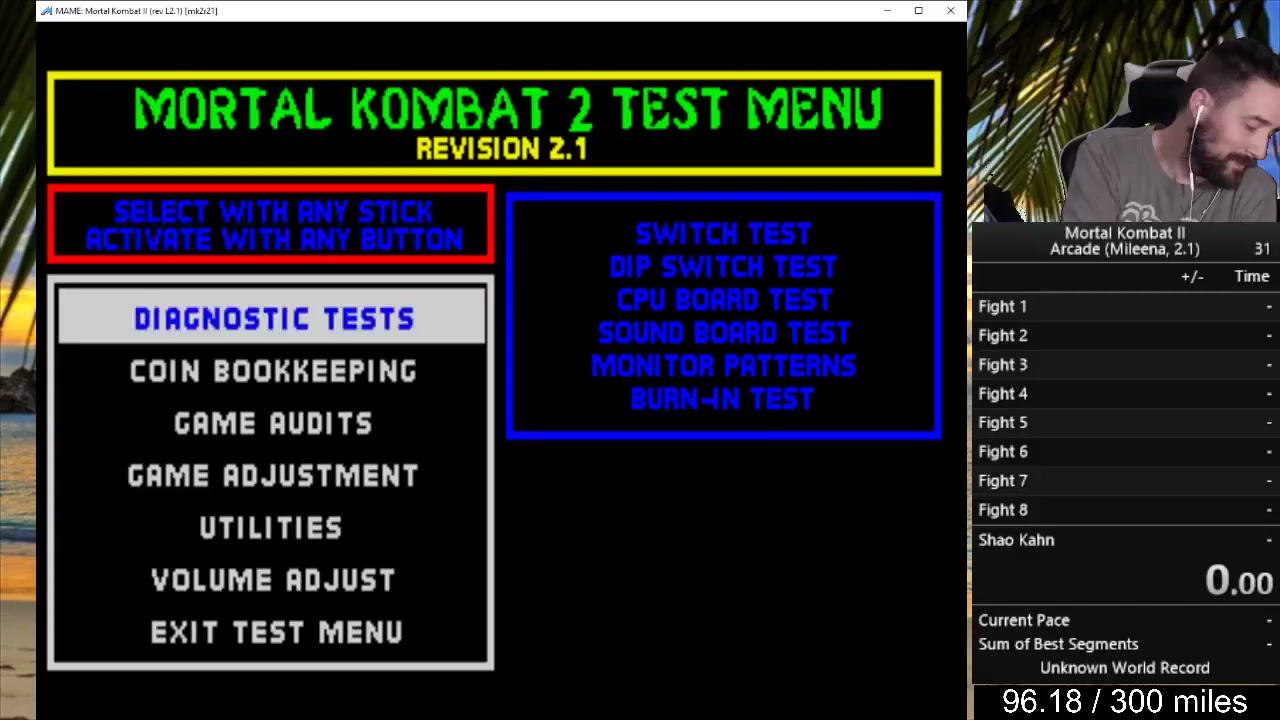 MAME: Mortal Kombat II (rev L2.1) [mk2r21]
MORTAL KOMBAT 2 TEST MENU
REVISION 2.1
SELECT WITH ANY STICK
ACTIVATE WITH ANY BUTTON
DIAGNOSTIC TESTS
COIN BOOKKEEPING
GAME AUDITS
GAME ADJUSTMENT
UTILITIES
VOLUME ADJUST
EXIT TEST MENU
SWITCH TEST
DIP SWITCH TEST
CPU BOARD TEST
SOUND BOARD TEST
MONITOR PATTERNS
BURN-IN TEST
Mortal Kombat II
Arcade (Mileena, 2.1) 31
+/- Time
Fight 1 -
Fight 2 -
Fight 3 -
Fight 4 -
Fight 5 -
Fight 6 -
Fight 7 -
Fight 8 -
Shao Kahn -
0.00
Current Pace -
Sum of Best Segments -
Unknown World Record
96.18 / 300 miles